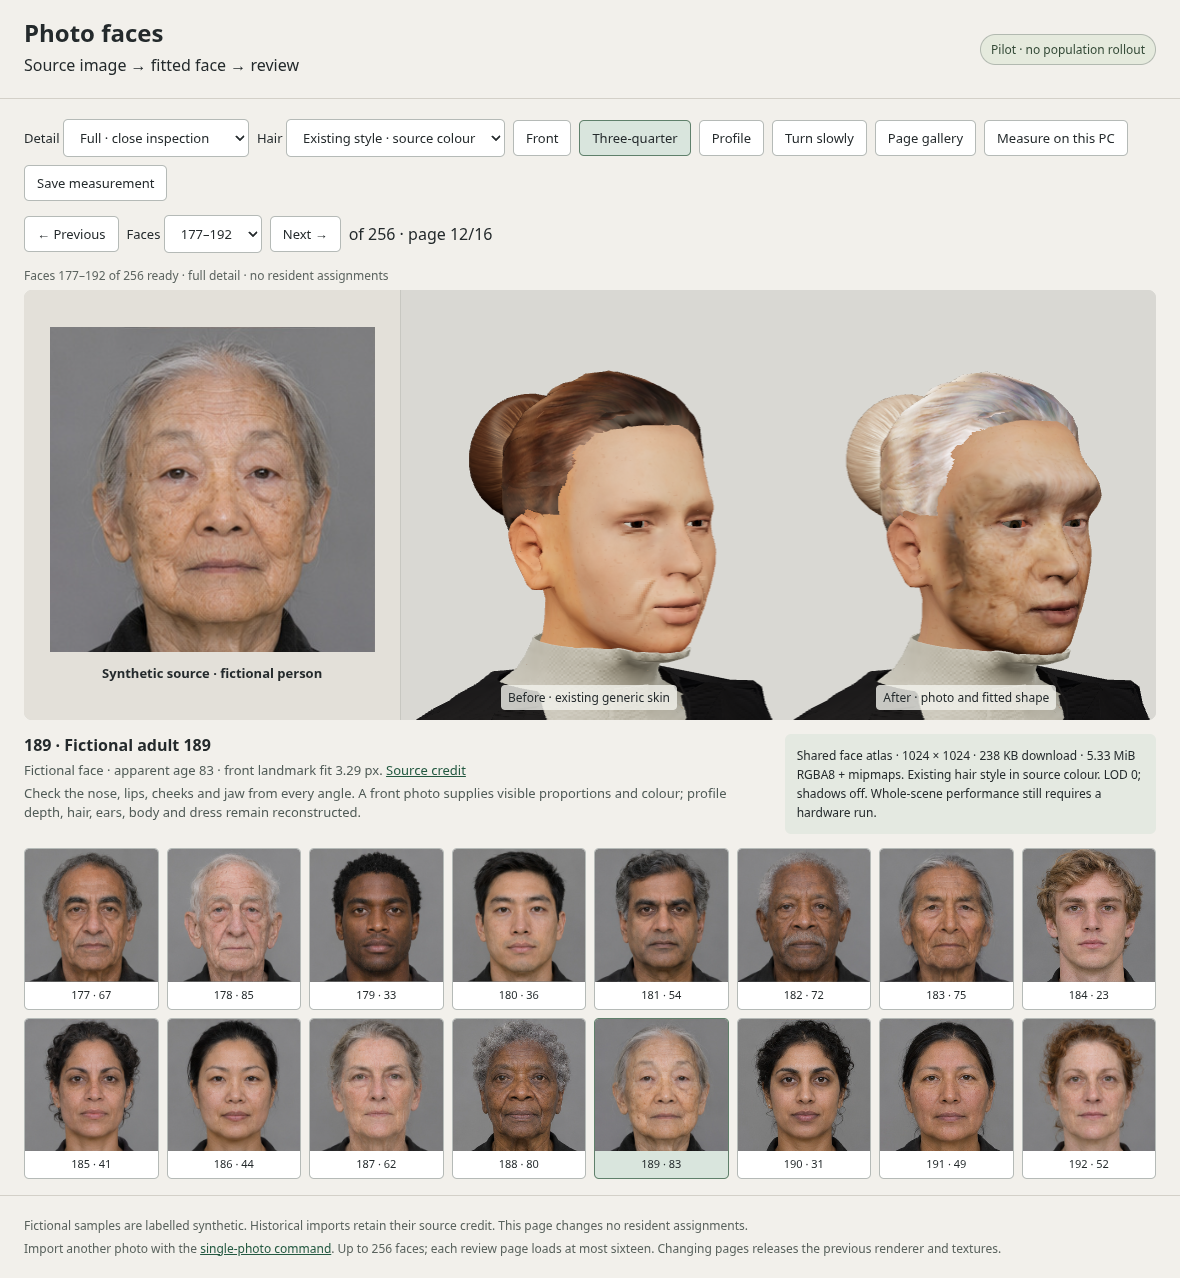 Photo faces
Source image → fitted face → review
Pilot · no population rollout
Detail Full · close inspection Hair Existing style · source colour Front Three-quarter Profile Turn slowly Page gallery Measure on this PC
Save measurement
← Previous Faces 177–192 Next → of 256 · page 12/16
Faces 177–192 of 256 ready · full detail · no resident assignments
Synthetic source · fictional person
Before · existing generic skin
After · photo and fitted shape
189 · Fictional adult 189
Fictional face · apparent age 83 · front landmark fit 3.29 px. Source credit
Check the nose, lips, cheeks and jaw from every angle. A front photo supplies visible proportions and colour; profile
depth, hair, ears, body and dress remain reconstructed.
Shared face atlas · 1024 × 1024 · 238 KB download · 5.33 MiB
RGBA8 + mipmaps. Existing hair style in source colour. LOD 0;
shadows off. Whole-scene performance still requires a
hardware run.
177 · 67
178 · 85
179 · 33
180 · 36
181 · 54
182 · 72
183 · 75
184 · 23
185 · 41
186 · 44
187 · 62
188 · 80
189 · 83
190 · 31
191 · 49
192 · 52
Fictional samples are labelled synthetic. Historical imports retain their source credit. This page changes no resident assignments.
Import another photo with the single-photo command. Up to 256 faces; each review page loads at most sixteen. Changing pages releases the previous renderer and textures.